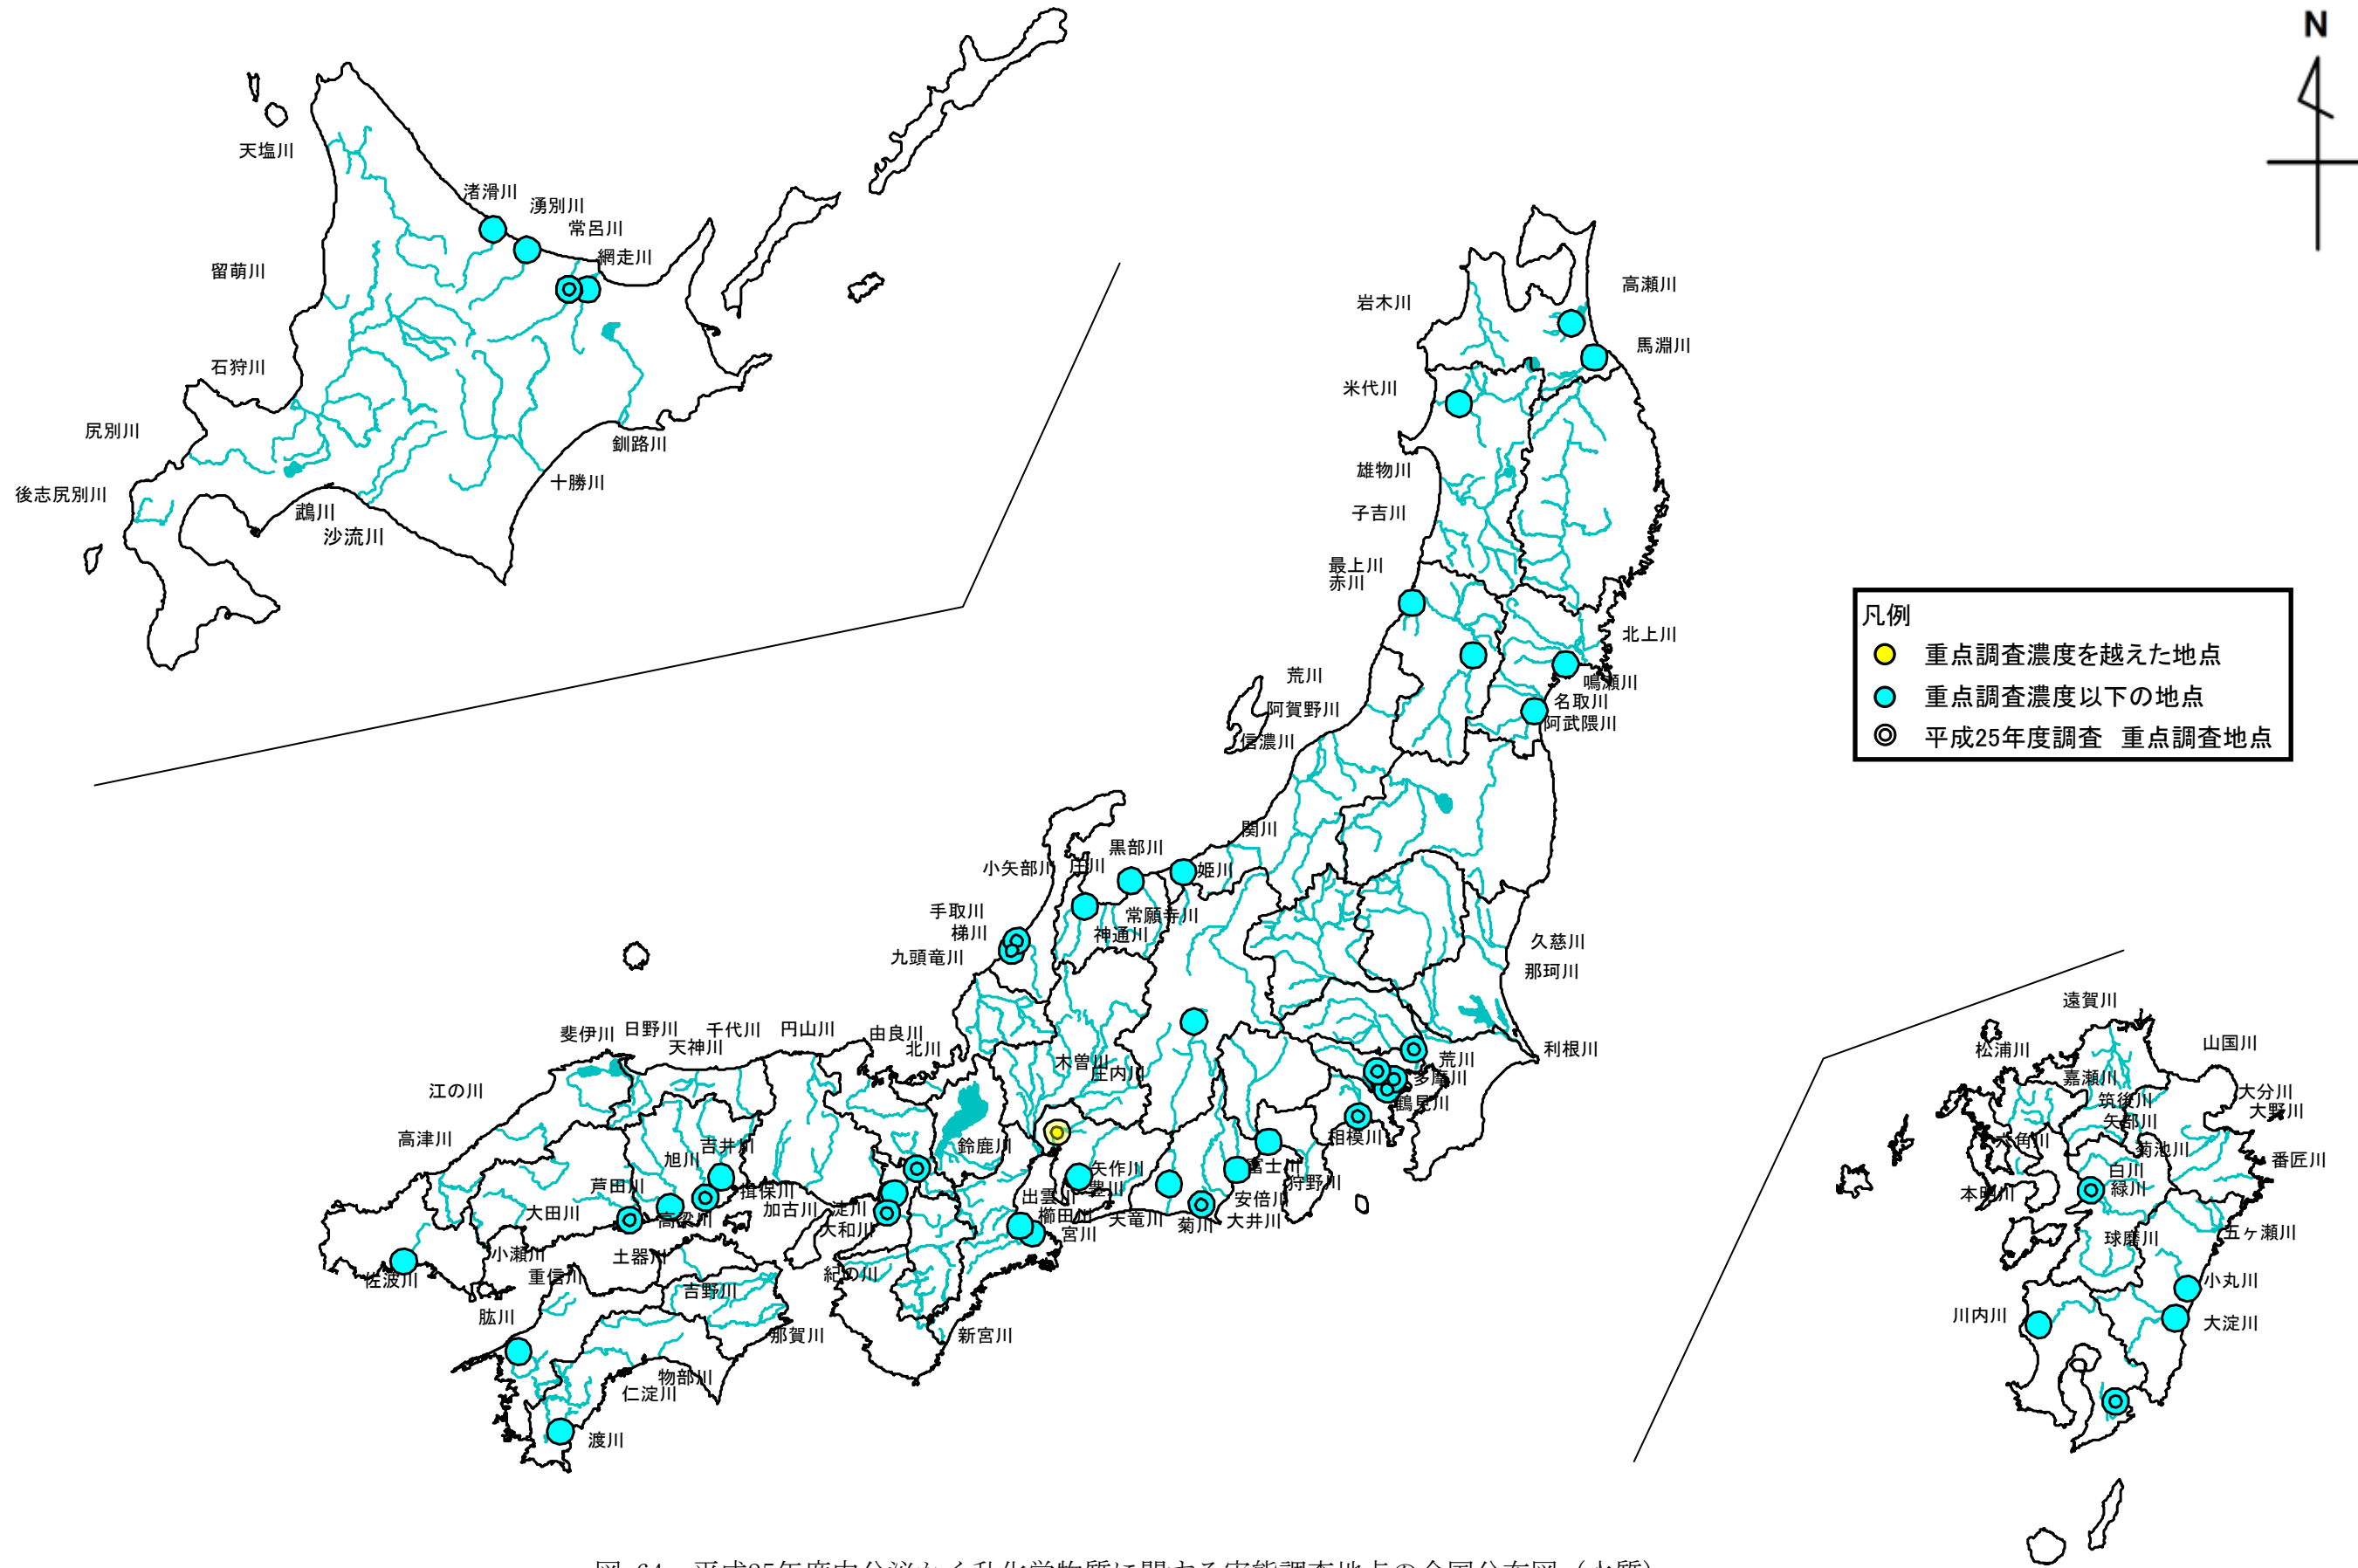 N
天塩川
渚滑川
湧別川
常呂川
網走川
留萌川
石狩川
尻別川
後志尻別川
鵡川
沙流川
十勝川
釧路川
高瀬川
岩木川
馬淵川
米代川
雄物川
子吉川
最上川
赤川
北上川
鳴瀬川
名取川
阿武隈川
荒川
阿賀野川
信濃川
凡例
重点調査濃度を越えた地点
重点調査濃度以下の地点
平成25年度調査 重点調査地点
関川
黒部川
姫川
小矢部川
庄川
常願寺川
神通川
手取川
梯川
九頭竜川
久慈川
那珂川
利根川
荒川
多摩川
鶴見川
相模川
木曽川
庄内川
由良川
北川
円山川
千代川
天神川
日野川
斐伊川
江の川
高津川
吉井川
旭川
芦田川
高梁川
揖保川
加古川
淀川
大和川
鈴鹿川
矢作川
豊川
出雲川
櫛田川
宮川
天竜川
菊川
大井川
安倍川
富士川
狩野川
大田川
小瀬川
佐波川
土器川
重信川
吉野川
紀の川
肱川
那賀川
新宮川
物部川
仁淀川
渡川
遠賀川
松浦川
山国川
嘉瀬川
大分川
大野川
筑後川
矢部川
六角川
菊池川
番匠川
白川
緑川
本明川
球磨川
五ヶ瀬川
小丸川
川内川
大淀川